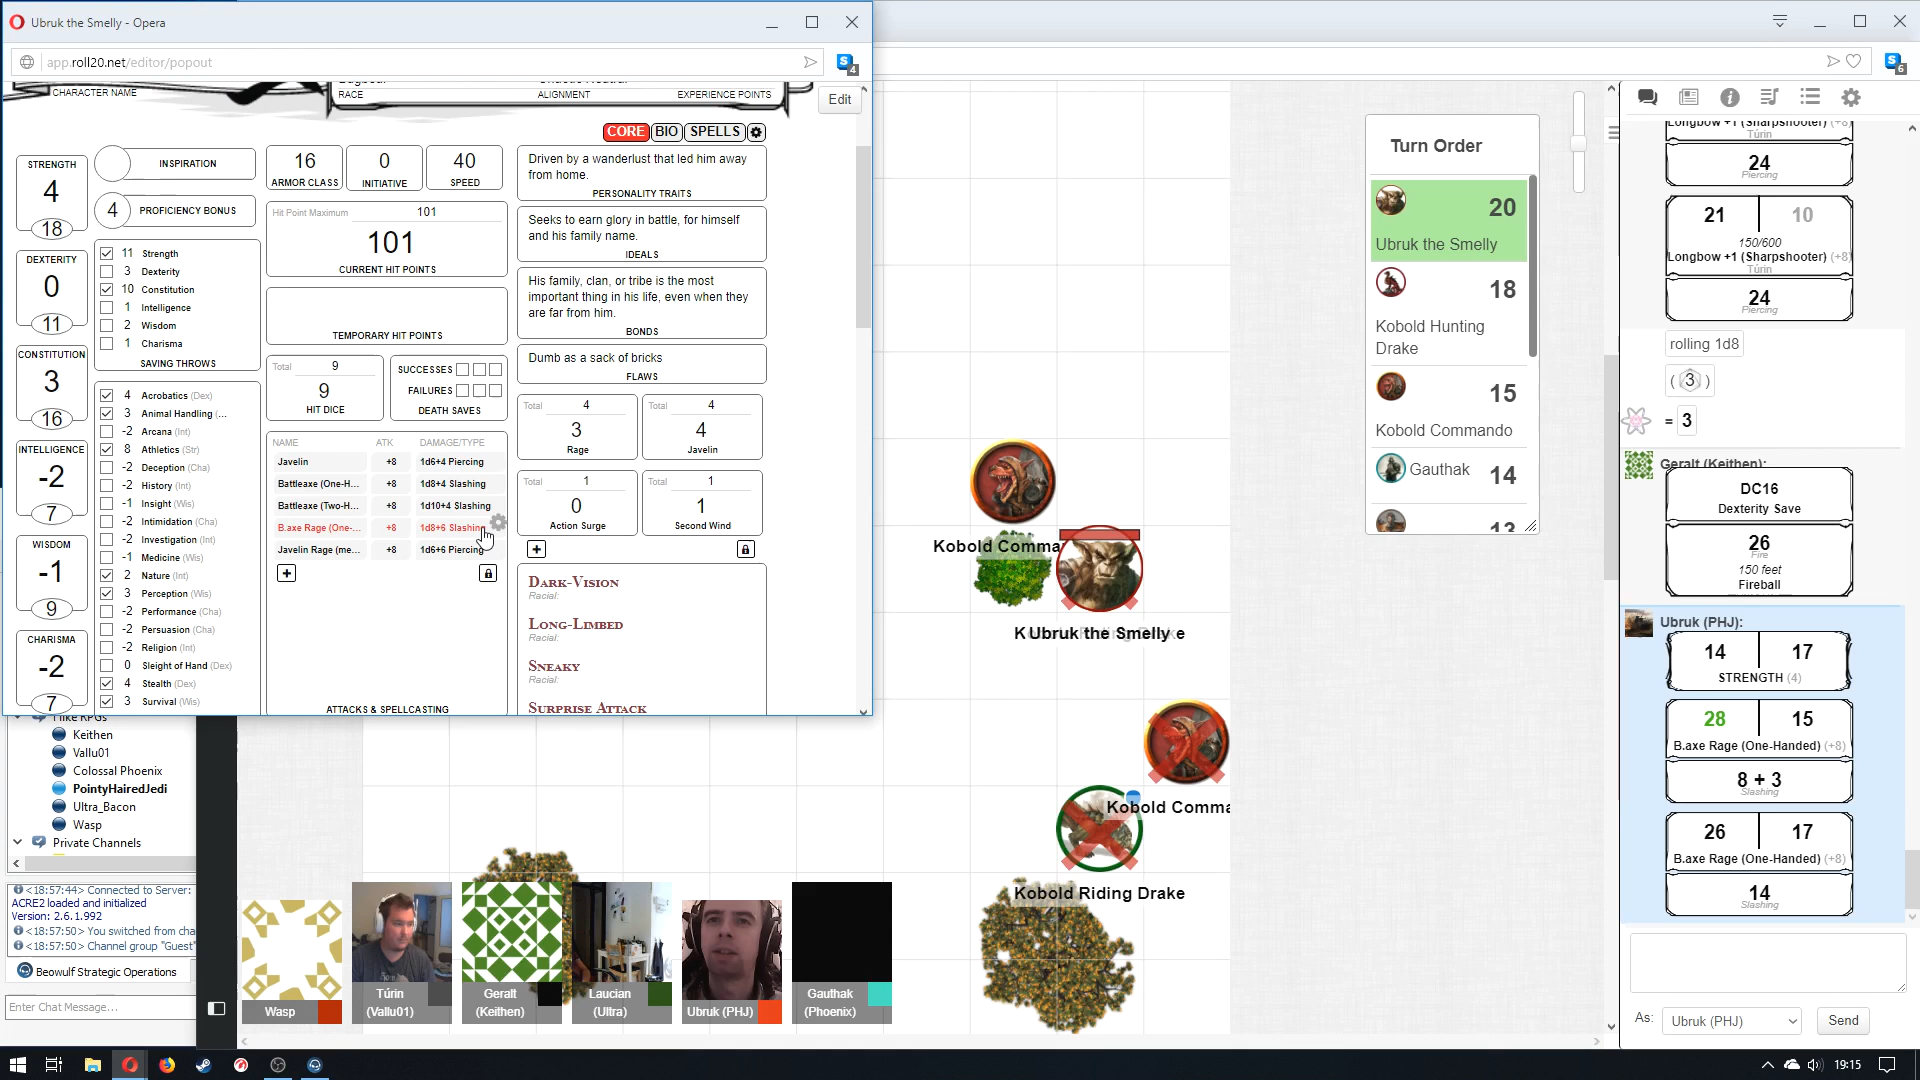 Ubruk the Smelly - Opera
app.roll20.net/editor/popout
4
6
CHARACTER NAME
RACE
ALIGNMENT
EXPERIENCE POINTS
Edit
CORE
BIO
SPELLS
STRENGTH
4
18
DEXTERITY
0
11
CONSTITUTION
3
16
INTELLIGENCE
-2
7
WISDOM
-1
9
CHARISMA
-2
7
INSPIRATION
4
PROFICIENCY BONUS
11 Strength
3 Dexterity
10 Constitution
1 Intelligence
2 Wisdom
1 Charisma
SAVING THROWS
4 Acrobatics (Dex)
3 Animal Handling (...
-2 Arcana (Int)
8 Athletics (Str)
-2 Deception (Cha)
-2 History (Int)
-1 Insight (Wis)
-2 Intimidation (Cha)
-2 Investigation (Int)
-1 Medicine (Wis)
2 Nature (Int)
3 Perception (Wis)
-2 Performance (Cha)
-2 Persuasion (Cha)
-2 Religion (Int)
0 Sleight of Hand (Dex)
4 Stealth (Dex)
3 Survival (Wis)
16
ARMOR CLASS
0
INITIATIVE
40
SPEED
Hit Point Maximum 101
101
CURRENT HIT POINTS
TEMPORARY HIT POINTS
Total 9
9
HIT DICE
SUCCESSES
FAILURES
DEATH SAVES
NAME ATK DAMAGE/TYPE
Javelin +8 1d6+4 Piercing
Battleaxe (One-H... +8 1d8+4 Slashing
Battleaxe (Two-H... +8 1d10+4 Slashing
B.axe Rage (One-... +8 1d8+6 Slashing
Javelin Rage (me... +8 1d6+6 Piercing
ATTACKS & SPELLCASTING
Driven by a wanderlust that led him away
from home.
PERSONALITY TRAITS
Seeks to earn glory in battle, for himself
and his family name.
IDEALS
His family, clan, or tribe is the most
important thing in his life, even when they
are far from him.
BONDS
Dumb as a sack of bricks
FLAWS
Total 4
3
Rage
Total 4
4
Javelin
Total 1
0
Action Surge
Total 1
1
Second Wind
DARK-VISION
Racial:
LONG-LIMBED
Racial:
SNEAKY
Racial:
SURPRISE ATTACK
I like RPGs
Keithen
Vallu01
Colossal Phoenix
PointyHairedJedi
Ultra_Bacon
Wasp
Private Channels
<18:57:44> Connected to Server:
ACRE2 loaded and initialized
Version: 2.6.1.992
<18:57:50> You switched from cha
<18:57:50> Channel group "Guest"
Beowulf Strategic Operations
Enter Chat Message...
Kobold Comma
Ubruk the Smelly
Kobold Comma
Kobold Riding Drake
Wasp
Túrin
(Vallu01)
Geralt
(Keithen)
Laucian
(Ultra)
Ubruk (PHJ)
Gauthak
(Phoenix)
Turn Order
20
Ubruk the Smelly
18
Kobold Hunting
Drake
15
Kobold Commando
Gauthak 14
13
Longbow +1 (Sharpshooter) (+8)
Túrin
24
Piercing
21 10
150/600
Longbow +1 (Sharpshooter) (+8)
Túrin
24
Piercing
rolling 1d8
(3)
= 3
Geralt (Keithen):
DC16
Dexterity Save
26
Fire
150 feet
Fireball
Ubruk (PHJ):
14 17
STRENGTH (4)
28 15
B.axe Rage (One-Handed) (+8)
8 + 3
Slashing
26 17
B.axe Rage (One-Handed) (+8)
14
Slashing
As:
Ubruk (PHJ)
Send
19:15